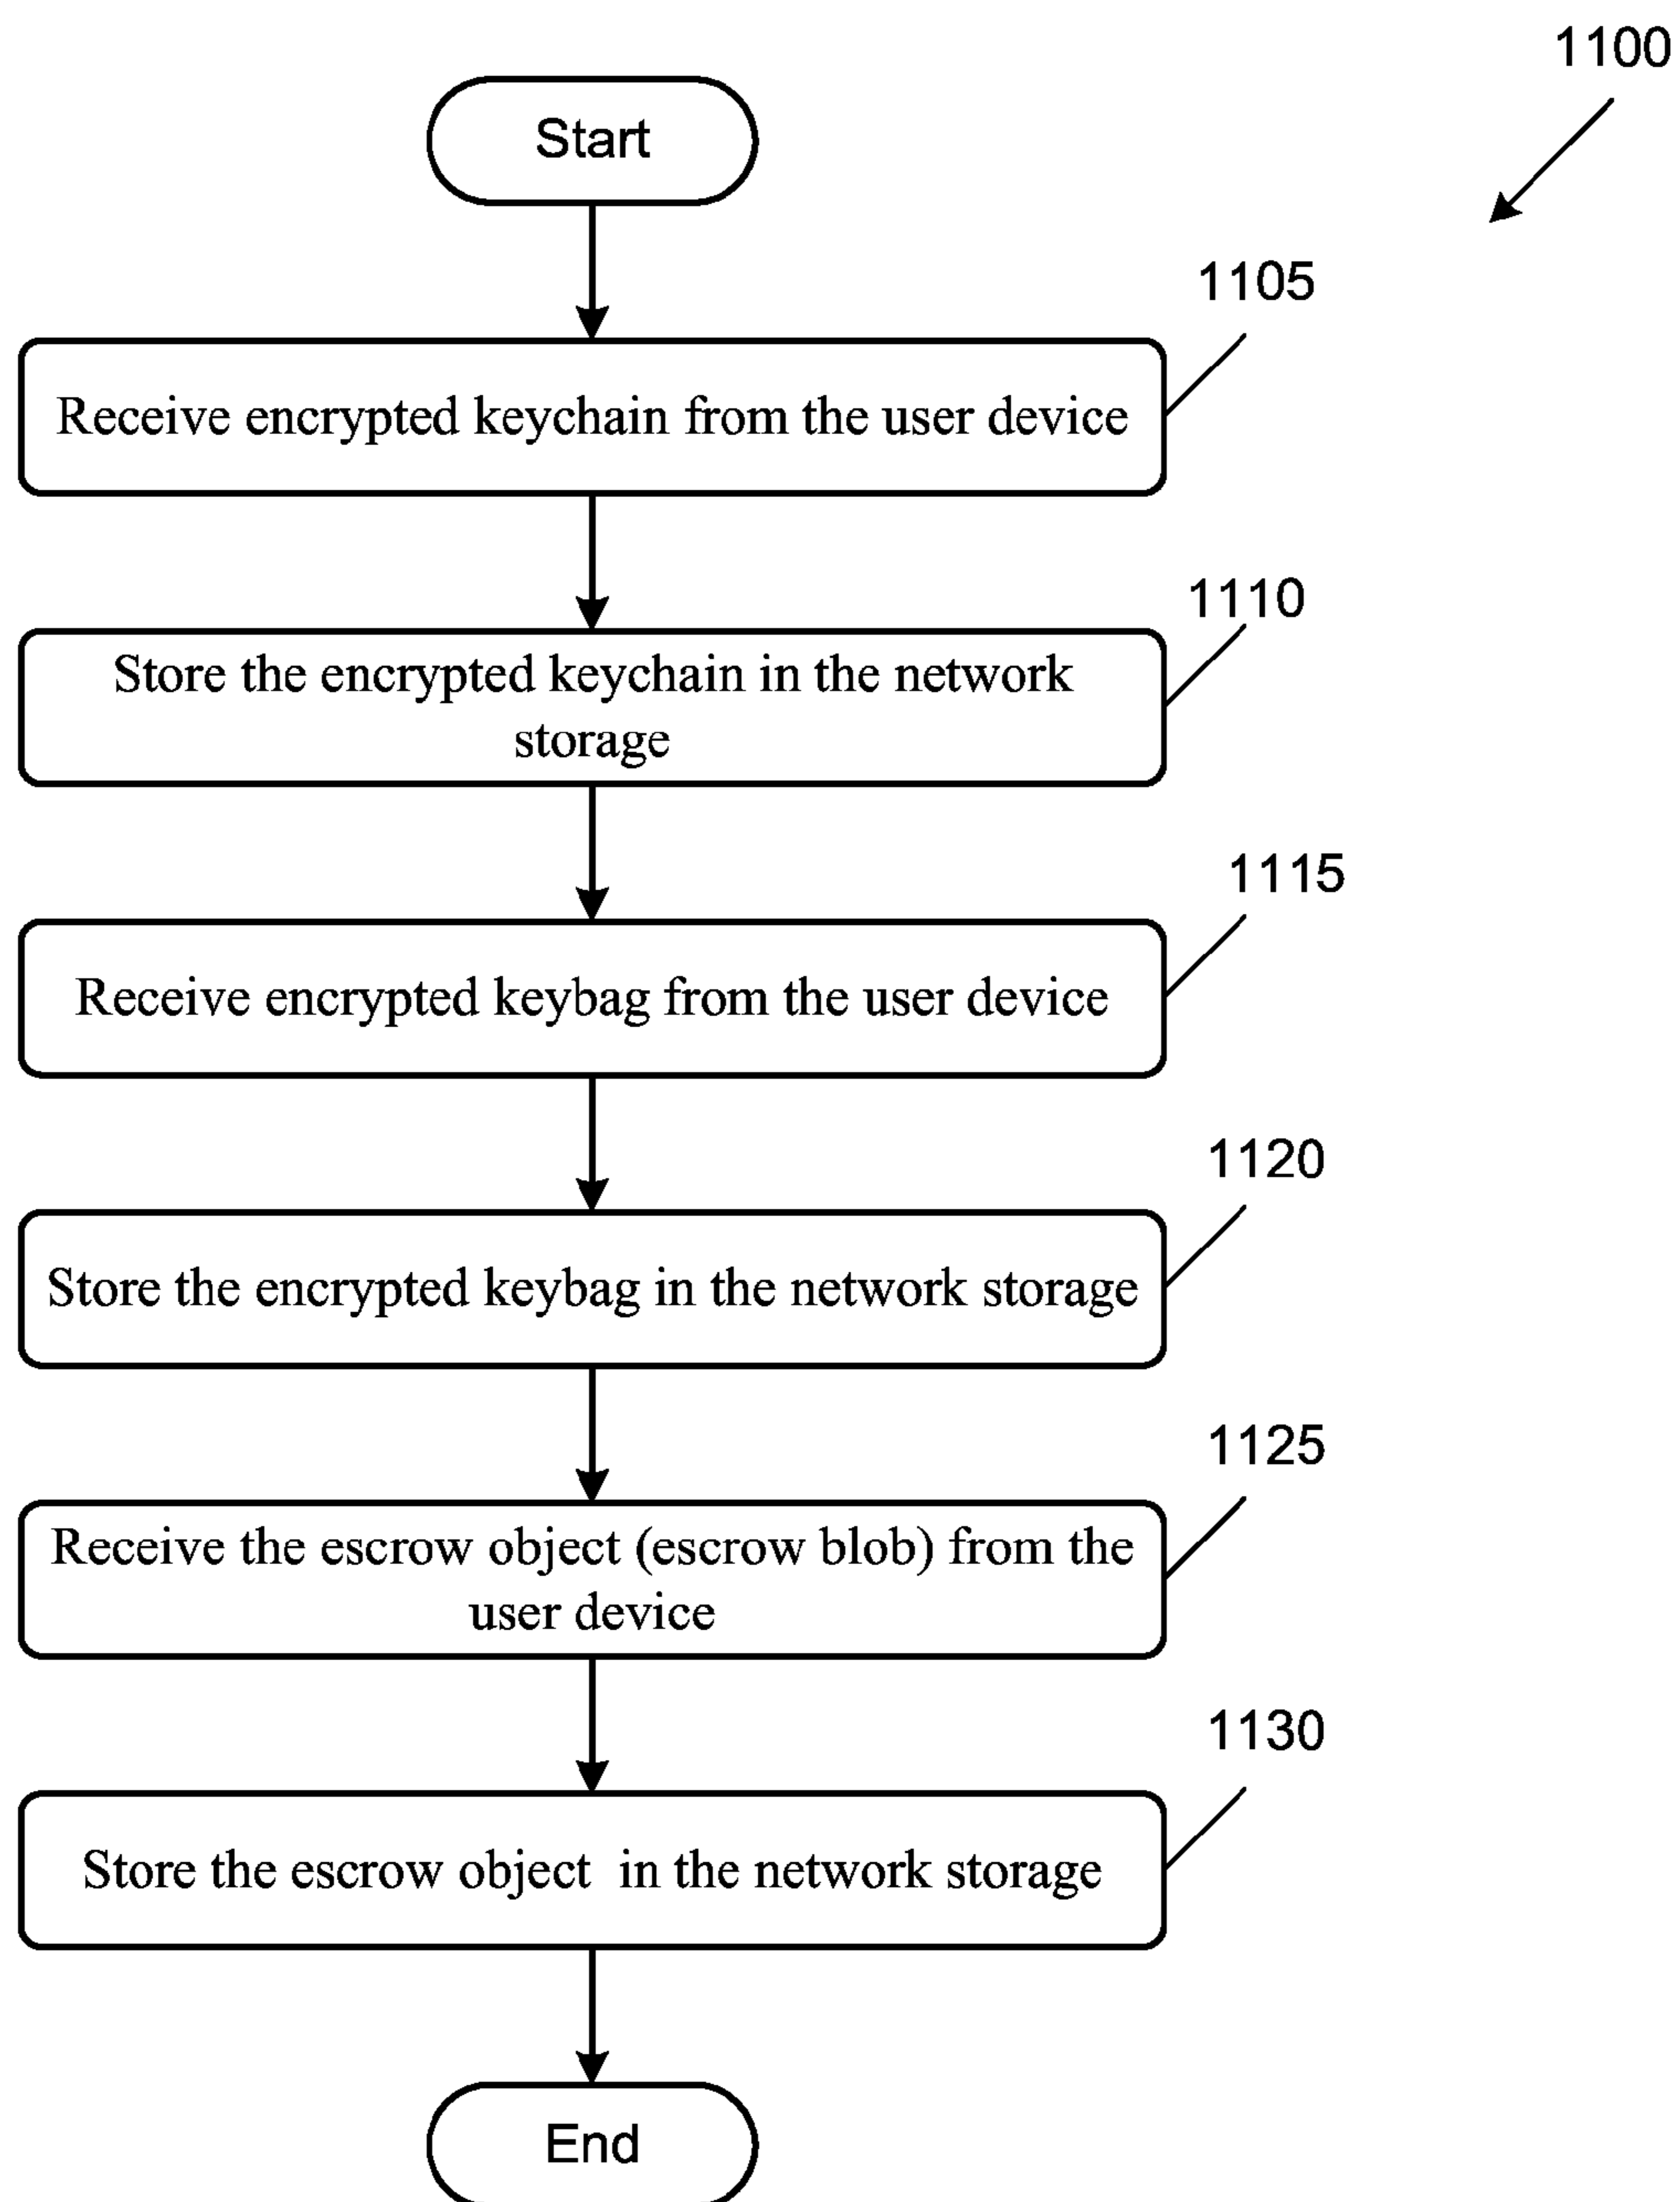 1100
Start
1105
Receive encrypted keychain from the user device
1110
Store the encrypted keychain in the network
storage
1115
Receive encrypted keybag from the user device
1120
Store the encrypted keybag in the network storage
1125
Receive the escrow object (escrow blob) from the
user device
1130
Store the escrow object in the network storage
End